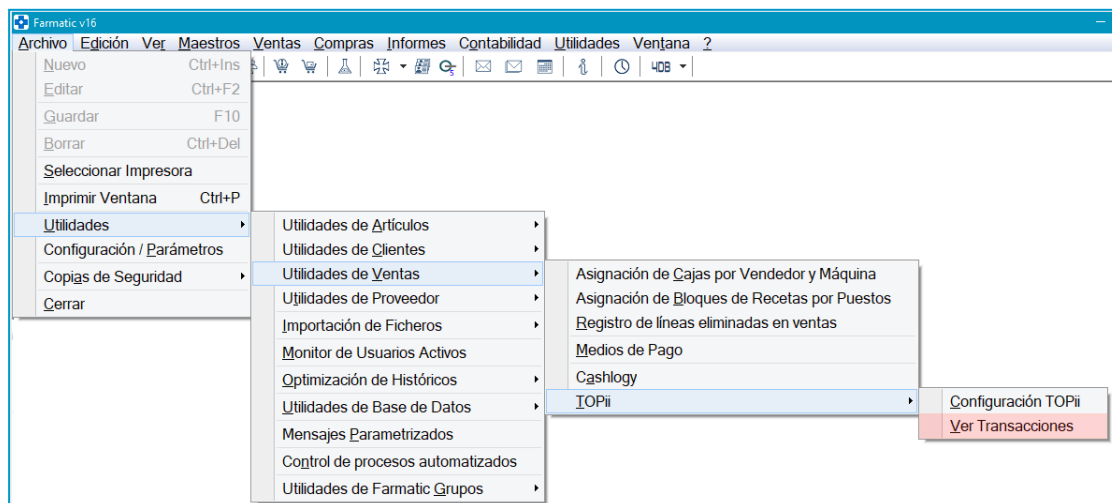 Farmatic v16
Archivo Edición Ver Maestros Ventas Compras Informes Contabilidad Utilidades Ventana ?
Nuevo Ctrl+Ins
Editar Ctrl+F2
Guardar F10
Borrar Ctrl+Del
Seleccionar Impresora
Imprimir Ventana Ctrl+P
Utilidades
Configuración / Parámetros
Copias de Seguridad
Cerrar
Utilidades de Artículos
Utilidades de Clientes
Utilidades de Ventas
Utilidades de Proveedor
Importación de Ficheros
Monitor de Usuarios Activos
Optimización de Históricos
Utilidades de Base de Datos
Mensajes Parametrizados
Control de procesos automatizados
Utilidades de Farmatic Grupos
Asignación de Cajas por Vendedor y Máquina
Asignación de Bloques de Recetas por Puestos
Registro de líneas eliminadas en ventas
Medios de Pago
Cashlogy
TOPii
Configuración TOPii
Ver Transacciones